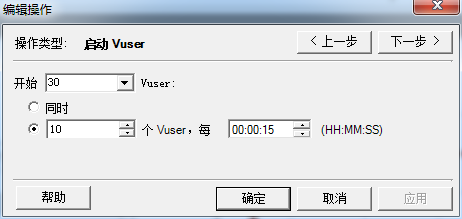 编辑操作
操作类型: 启动 Vuser
< 上一步 下一步 >
开始 30 Vuser:
同时
10 个 Vuser，每 00:00:15 (HH:MM:SS)
帮助 确定 取消 应用